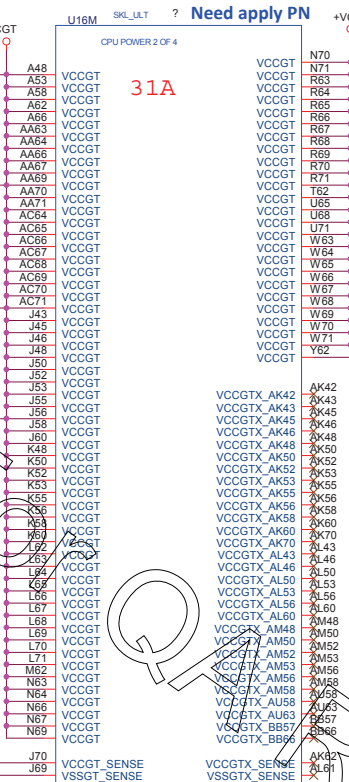 U16M SKL_ULT ? Need apply PN
GT
CPU POWER 2 OF 4
31A
A48 VCCGT
A53 VCCGT
A58 VCCGT
A62 VCCGT
A66 VCCGT
AA63 VCCGT
AA64 VCCGT
AA66 VCCGT
AA67 VCCGT
AA69 VCCGT
AA70 VCCGT
AA71 VCCGT
AC64 VCCGT
AC65 VCCGT
AC66 VCCGT
AC67 VCCGT
AC68 VCCGT
AC69 VCCGT
AC70 VCCGT
AC71 VCCGT
J43 VCCGT
J45 VCCGT
J46 VCCGT
J48 VCCGT
J50 VCCGT
J52 VCCGT
J53 VCCGT
J55 VCCGT
J56 VCCGT
J58 VCCGT
J60 VCCGT
K48 VCCGT
K50 VCCGT
K52 VCCGT
K53 VCCGT
K55 VCCGT
K56 VCCGT
K58 VCCGT
K60 VCCGT
L62 VCCGT
L63 VCCGT
L64 VCCGT
L65 VCCGT
L66 VCCGT
L67 VCCGT
L68 VCCGT
L69 VCCGT
L70 VCCGT
L71 VCCGT
M62 VCCGT
N63 VCCGT
N64 VCCGT
N66 VCCGT
N67 VCCGT
N69 VCCGT
J70 VCCGT_SENSE
J69 VSSGT_SENSE
VCCGT N70
VCCGT N71
VCCGT R63
VCCGT R64
VCCGT R65
VCCGT R66
VCCGT R67
VCCGT R68
VCCGT R69
VCCGT R70
VCCGT R71
VCCGT T62
VCCGT U65
VCCGT U68
VCCGT U71
VCCGT W63
VCCGT W64
VCCGT W65
VCCGT W66
VCCGT W67
VCCGT W68
VCCGT W69
VCCGT W70
VCCGT W71
VCCGT Y62
VCCGTX_AK42 AK42
VCCGTX_AK43 AK43
VCCGTX_AK45 AK45
VCCGTX_AK46 AK46
VCCGTX_AK48 AK48
VCCGTX_AK50 AK50
VCCGTX_AK52 AK52
VCCGTX_AK53 AK53
VCCGTX_AK55 AK55
VCCGTX_AK56 AK56
VCCGTX_AK58 AK58
VCCGTX_AK60 AK60
VCCGTX_AK70 AK70
VCCGTX_AL43 AL43
VCCGTX_AL46 AL46
VCCGTX_AL50 AL50
VCCGTX_AL53 AL53
VCCGTX_AL56 AL56
VCCGTX_AL60 AL60
VCCGTX_AM48 AM48
VCCGTX_AM50 AM50
VCCGTX_AM52 AM52
VCCGTX_AM53 AM53
VCCGTX_AM56 AM56
VCCGTX_AM58 AM58
VCCGTX_AU58 AU58
VCCGTX_AU63 AU63
VCCGTX_BB57 BB57
VCCGTX_BB66 BB66
VCCGTX_SENSE AK62
VSSGTX_SENSE AL61